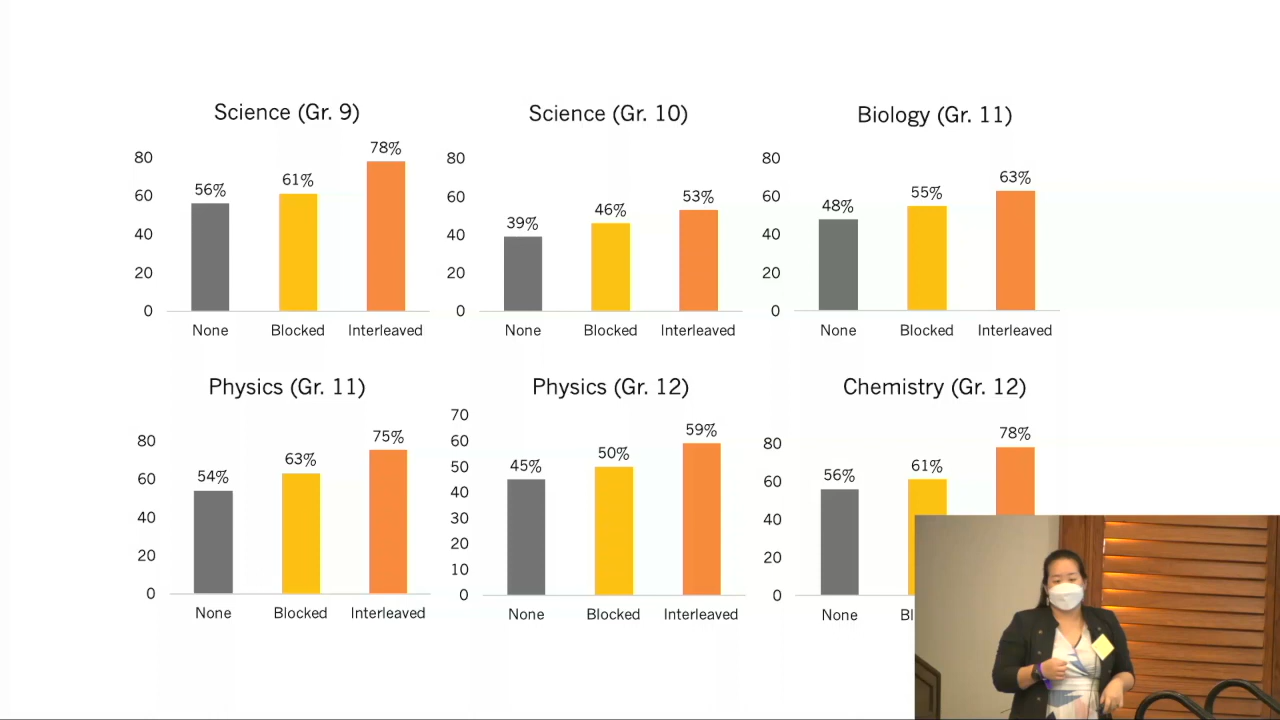 Science (Gr. 9)
80
60
40
20
0
56%
61%
78%
None
Blocked
Interleaved
Science (Gr. 10)
80
60
40
20
0
39%
46%
53%
None
Blocked
Interleaved
Biology (Gr. 11)
80
60
40
20
0
48%
55%
63%
None
Blocked
Interleaved
Physics (Gr. 11)
80
60
40
20
0
54%
63%
75%
None
Blocked
Interleaved
Physics (Gr. 12)
70
60
50
40
30
20
10
0
45%
50%
59%
None
Blocked
Interleaved
Chemistry (Gr. 12)
80
60
40
20
0
56%
61%
78%
None
Bl